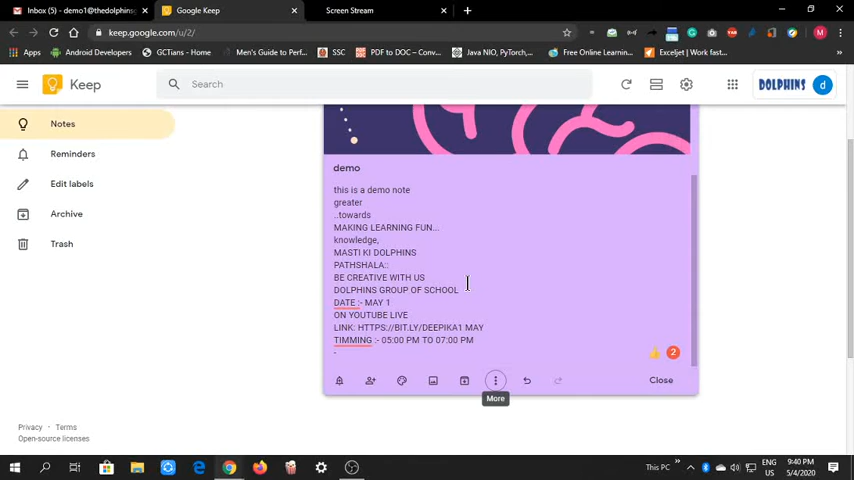 Inbox (5) - demo1@thedolphins
Google Keep
Screen Stream
keep.google.com/u/2/
Apps
Android Developers
GCTians - Home
Men's Guide to Perf...
SSC
PDF to DOC – Conv...
Java NIO, PyTorch,...
Free Online Learnin...
Exceljet | Work fast...
Keep
Search
DOLPHINS
d
Notes
Reminders
Edit labels
Archive
Trash
demo
this is a demo note
greater
..towards
MAKING LEARNING FUN...
knowledge,
MASTI KI DOLPHINS
PATHSHALA::
BE CREATIVE WITH US
DOLPHINS GROUP OF SCHOOL
DATE :- MAY 1
ON YOUTUBE LIVE
LINK: HTTPS://BIT.LY/DEEPIKA1 MAY
TIMMING :- 05:00 PM TO 07:00 PM
-
2
Close
More
Privacy · Terms
Open-source licenses
This PC
ENG
US
9:40 PM
5/4/2020